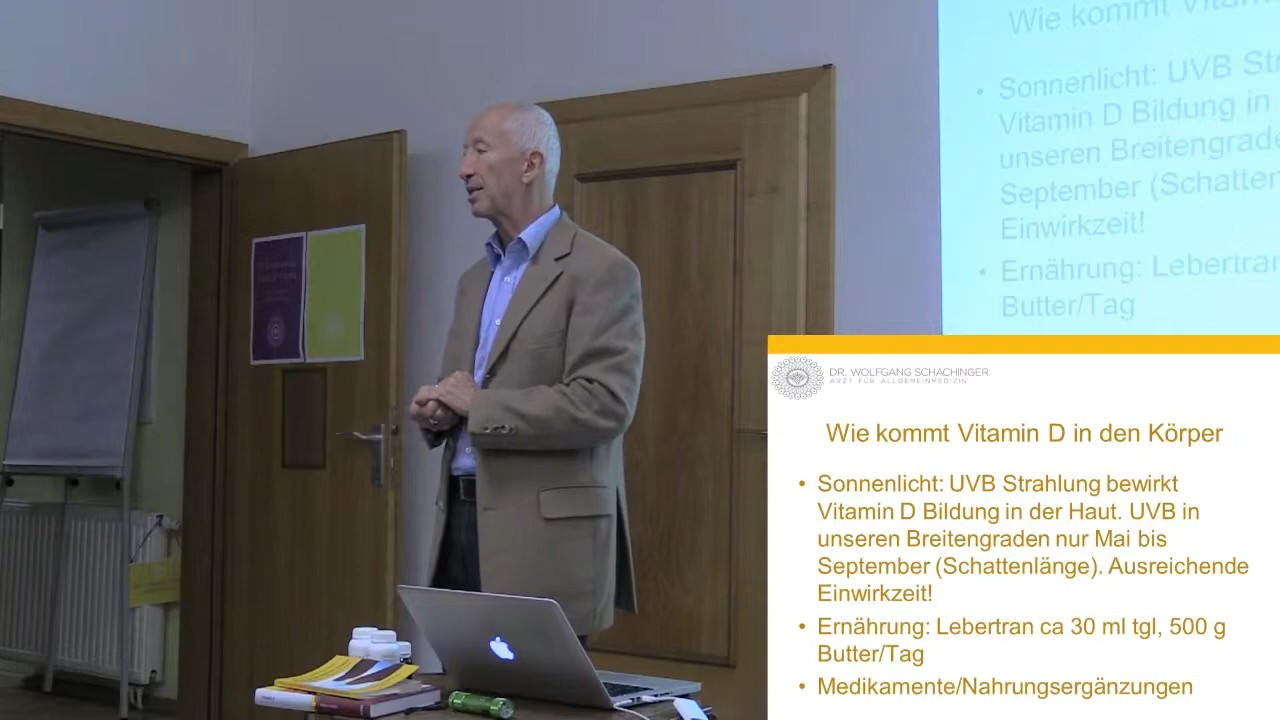 Wie kommt Vitam
• Sonnenlicht: UVB St
Vitamin D Bildung in
unseren Breitengrade
September (Schatten
Einwirkzeit!
• Ernährung: Lebertran
Butter/Tag
DR. WOLFGANG SCHACHINGER
ARZT FÜR ALLGEMEINMEDIZIN
Wie kommt Vitamin D in den Körper
• Sonnenlicht: UVB Strahlung bewirkt
Vitamin D Bildung in der Haut. UVB in
unseren Breitengraden nur Mai bis
September (Schattenlänge). Ausreichende
Einwirkzeit!
• Ernährung: Lebertran ca 30 ml tgl, 500 g
Butter/Tag
• Medikamente/Nahrungsergänzungen